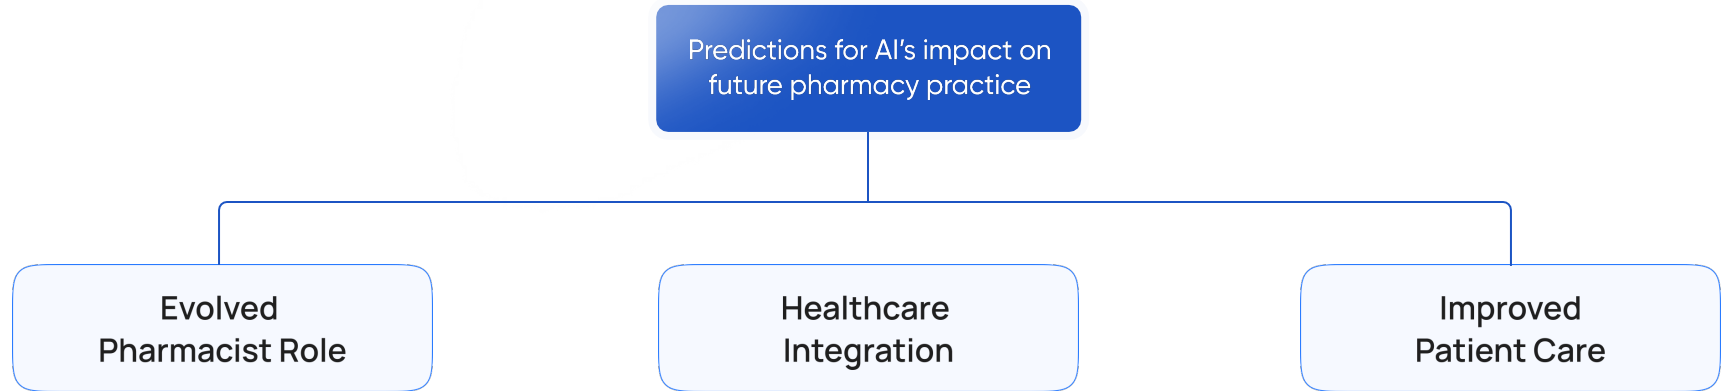 Predictions for AI’s impact on
future pharmacy practice
Evolved
Pharmacist Role
Healthcare
Integration
Improved
Patient Care